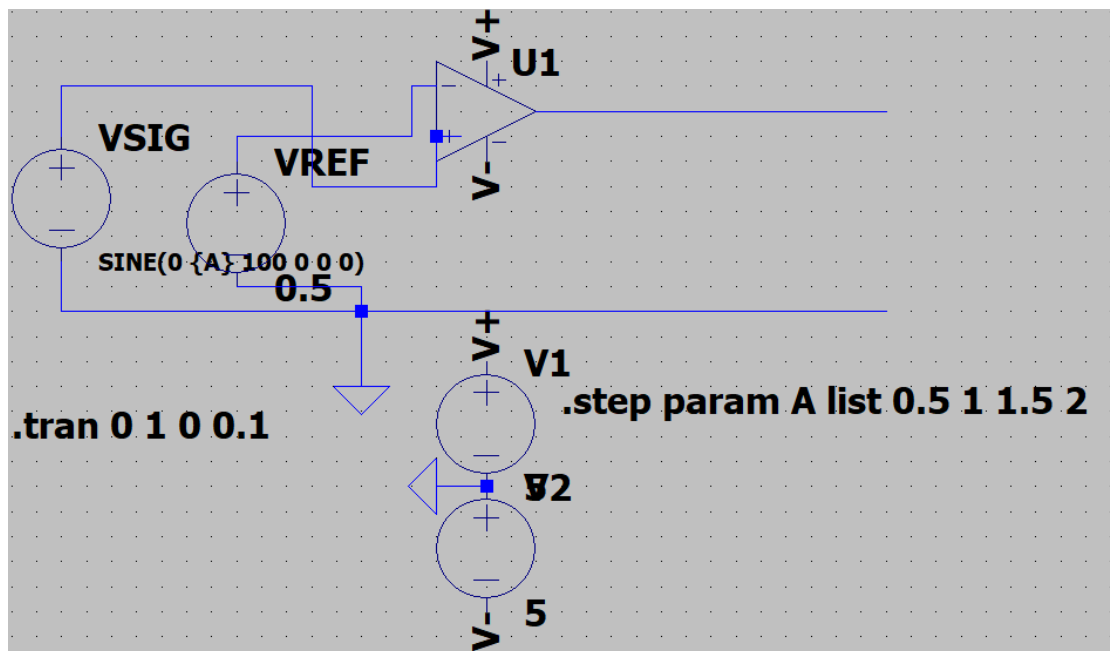 V+
U1
VSIG
VREF
V-
SINE(0 {A} 100 0 0 0)
0.5
V+
V1
.step param A list 0.5 1 1.5 2
.tran 0 1 0 0.1
V2
5
V-